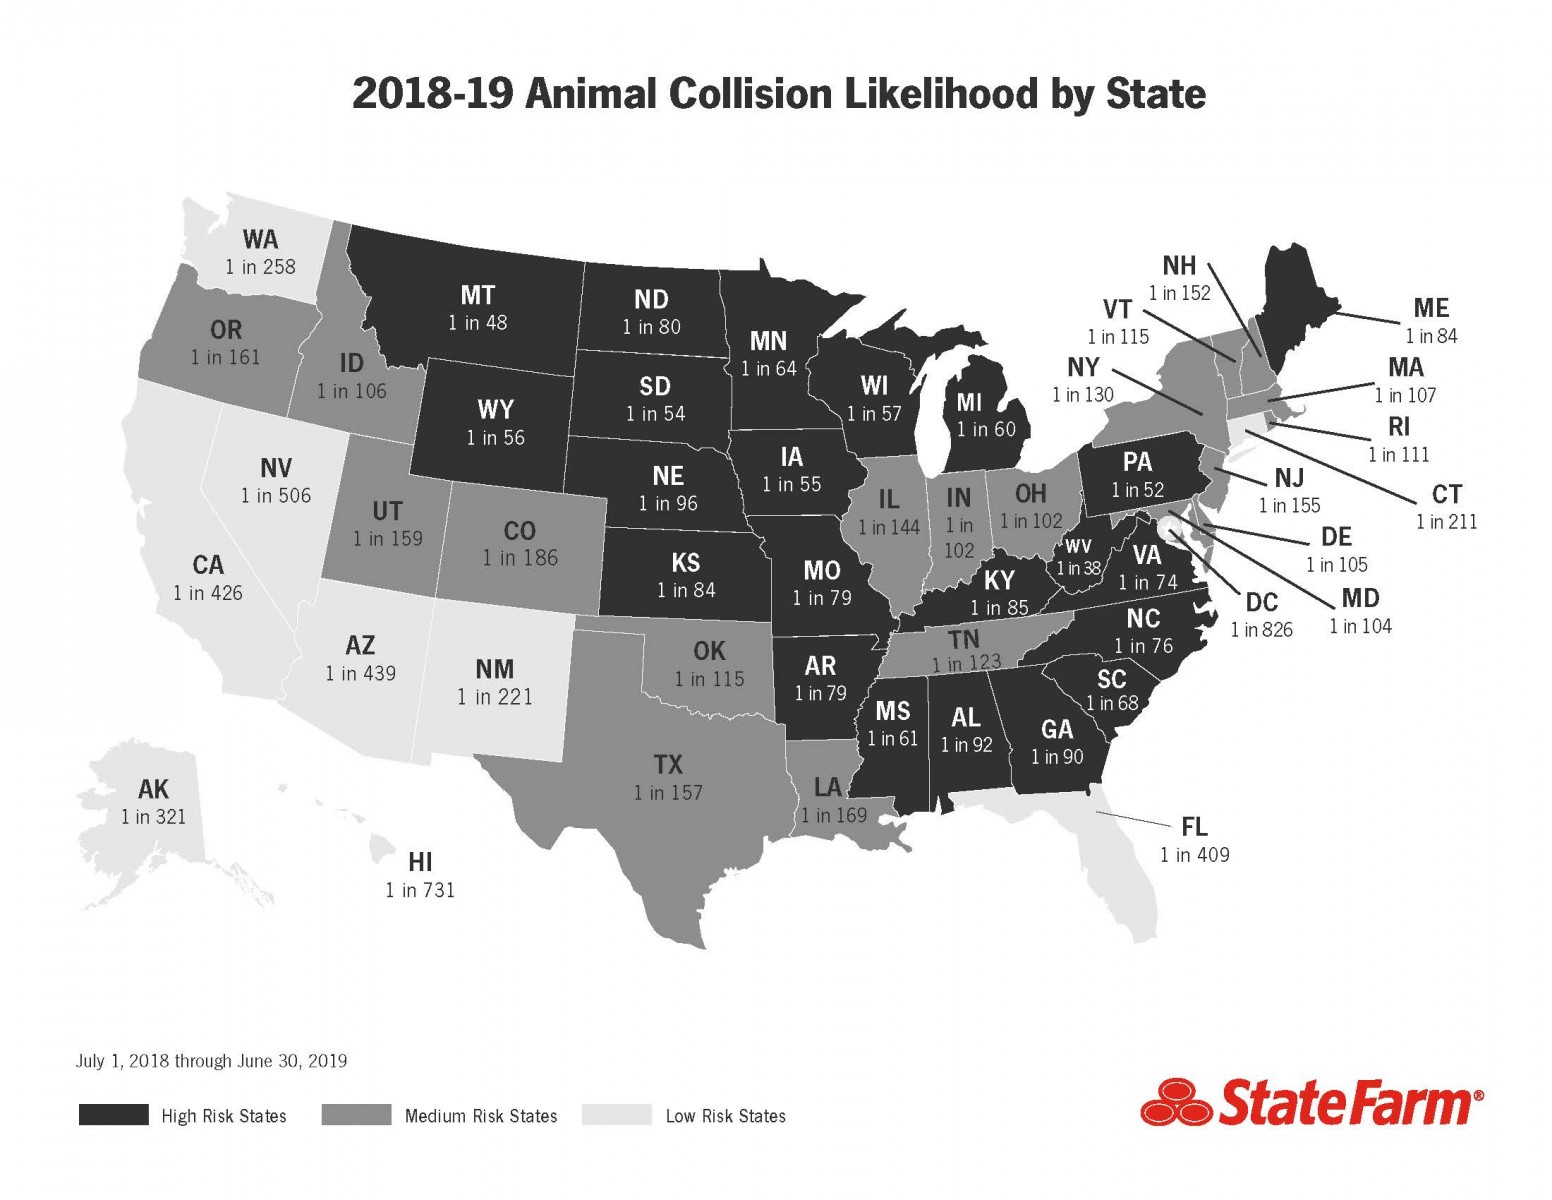 2018-19 Animal Collision Likelihood by State
WA
1 in 258
OR
1 in 161
ID
1 in 106
MT
1 in 48
ND
1 in 80
MN
1 in 64
WI
1 in 57
MI
1 in 60
SD
1 in 54
WY
1 in 56
NV
1 in 506
CA
1 in 426
UT
1 in 159
CO
1 in 186
NE
1 in 96
IA
1 in 55
KS
1 in 84
MO
1 in 79
IL
1 in 144
IN
1 in
102
OH
1 in 102
PA
1 in 52
WV
1 in 38
VA
1 in 74
KY
1 in 85
NC
1 in 76
TN
1 in 123
SC
1 in 68
AZ
1 in 439
NM
1 in 221
OK
1 in 115
AR
1 in 79
MS
1 in 61
AL
1 in 92
GA
1 in 90
TX
1 in 157
LA
1 in 169
FL
1 in 409
AK
1 in 321
HI
1 in 731
NH
1 in 152
VT
1 in 115
NY
1 in 130
ME
1 in 84
MA
1 in 107
RI
1 in 111
CT
1 in 211
NJ
1 in 155
DE
1 in 105
MD
1 in 104
DC
1 in 826
July 1, 2018 through June 30, 2019
High Risk States
Medium Risk States
Low Risk States
StateFarm®